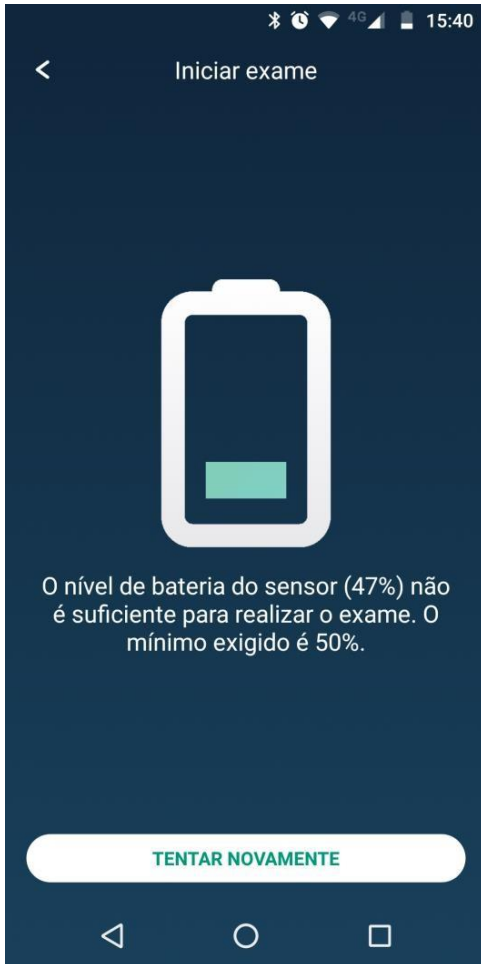 4G 15:40
Iniciar exame
O nível de bateria do sensor (47%) não
é suficiente para realizar o exame. O
mínimo exigido é 50%.
TENTAR NOVAMENTE